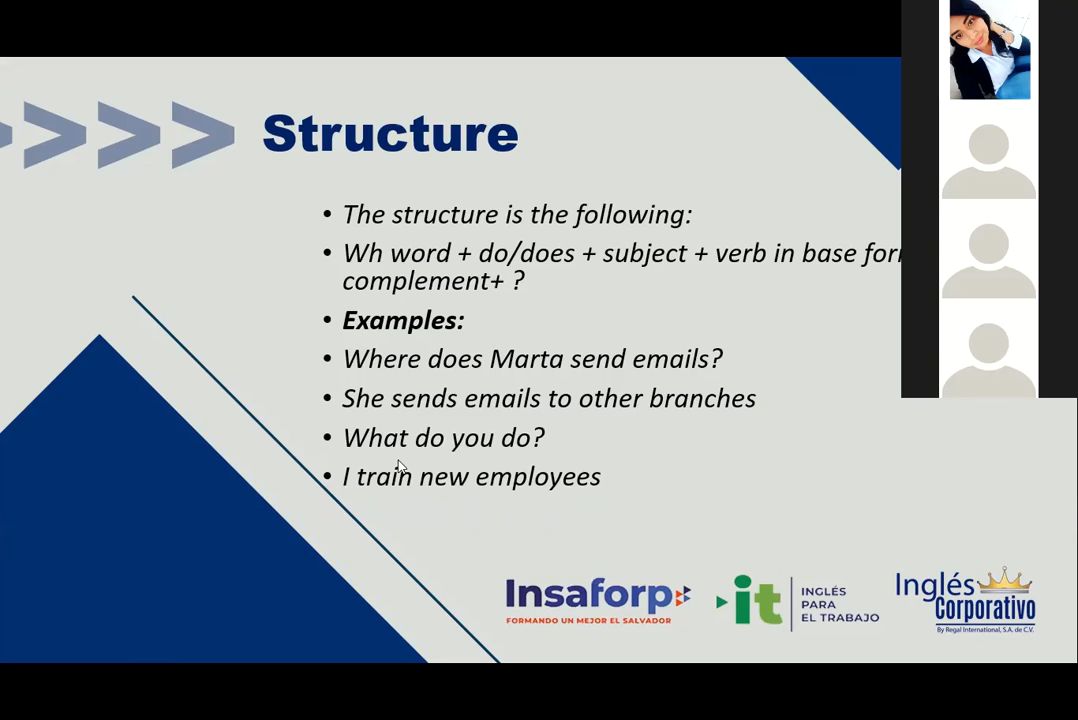 Structure
The structure is the following:
Wh word + do/does + subject + verb in base
complement+ ?
Examples:
Where does Marta send emails?
She sends emails to other branches
What do you do?
I train new employees
Insaforp
FORMANDO UN MEJOR EL SALVADOR
it
INGLÉS
PARA
EL TRABAJO
Inglés
Corporativo
By Regal International, S.A. de C.V.